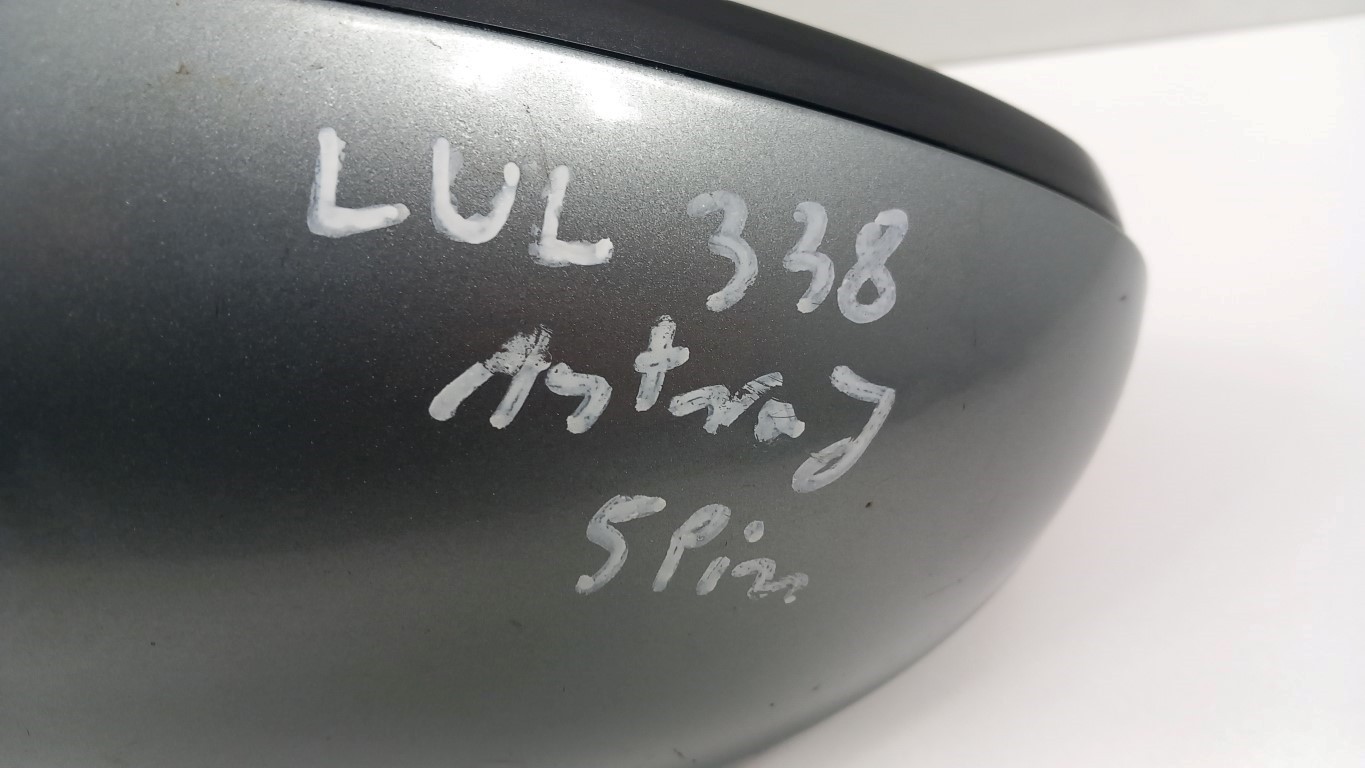 LUL 338
Astra J
5 Pin